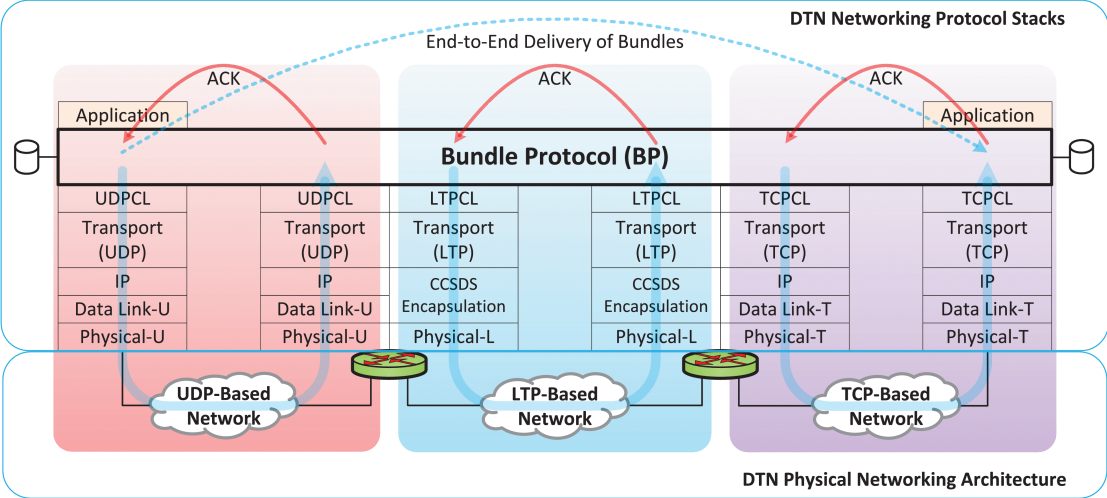 DTN Networking Protocol Stacks
End-to-End Delivery of Bundles
ACK
ACK
ACK
Application
Application
Bundle Protocol (BP)
UDPCL
UDPCL
LTPCL
LTPCL
TCPCL
TCPCL
Transport
(UDP)
Transport
(UDP)
Transport
(LTP)
Transport
(LTP)
Transport
(TCP)
Transport
(TCP)
IP
IP
CCSDS
Encapsulation
CCSDS
Encapsulation
IP
IP
Data Link-U
Data Link-U
Data Link-T
Data Link-T
Physical-U
Physical-U
Physical-L
Physical-L
Physical-T
Physical-T
UDP-Based
Network
LTP-Based
Network
TCP-Based
Network
DTN Physical Networking Architecture